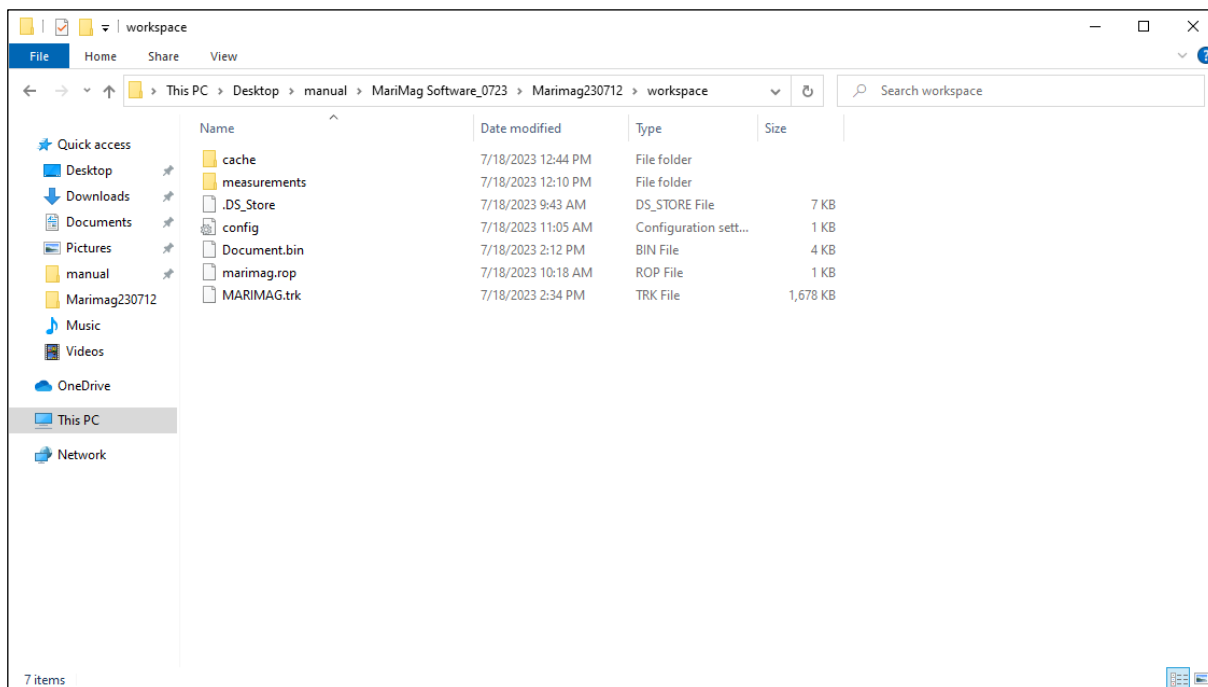 workspace
File Home Share View
This PC > Desktop > manual > MariMag Software_0723 > Marimag230712 > workspace
Search workspace
Quick access
Desktop
Downloads
Documents
Pictures
manual
Marimag230712
Music
Videos
OneDrive
This PC
Network
Name Date modified Type Size
cache 7/18/2023 12:44 PM File folder
measurements 7/18/2023 12:10 PM File folder
.DS_Store 7/18/2023 9:43 AM DS_STORE File 7 KB
config 7/18/2023 11:05 AM Configuration sett... 1 KB
Document.bin 7/18/2023 2:12 PM BIN File 4 KB
marimag.rop 7/18/2023 10:18 AM ROP File 1 KB
MARIMAG.trk 7/18/2023 2:34 PM TRK File 1,678 KB
7 items